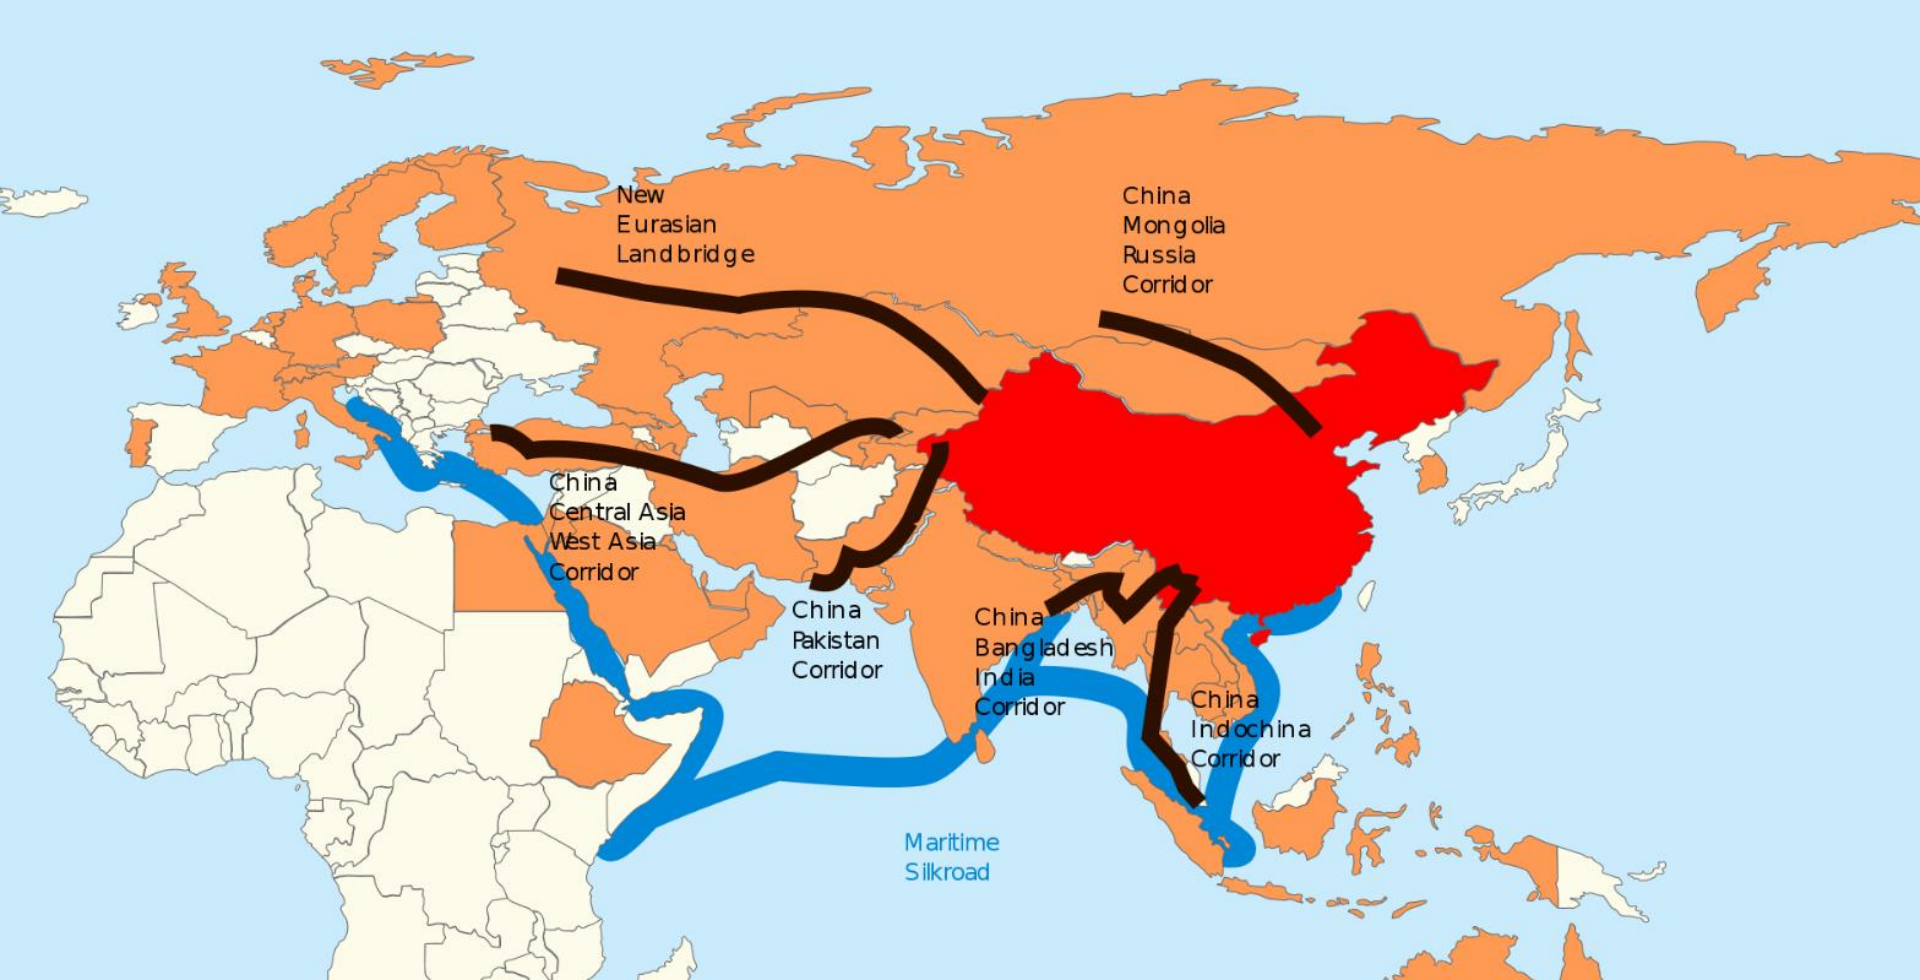 New
Eurasian
Landbridge
China
Mongolia
Russia
Corridor
China
Central Asia
West Asia
Corridor
China
Pakistan
Corridor
China
Bangladesh
India
Corridor
China
Indochina
Corridor
Maritime
Silkroad